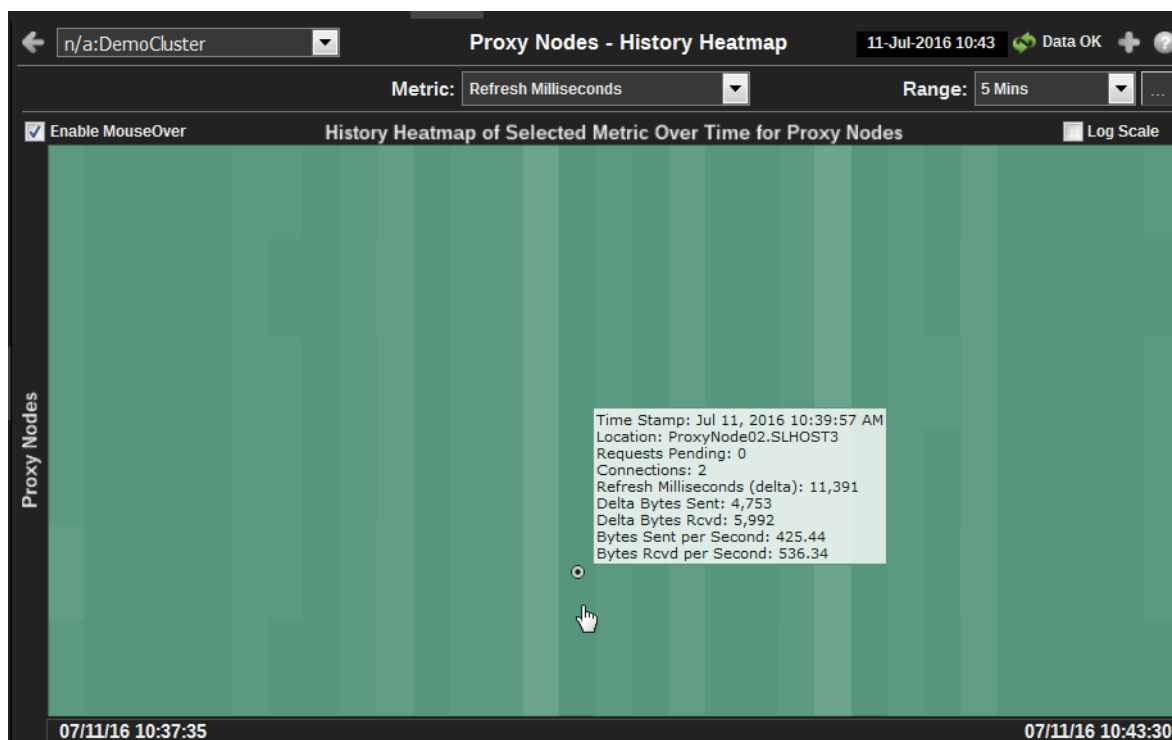 n/a:DemoCluster Proxy Nodes - History Heatmap 11-Jul-2016 10:43 Data OK
Metric: Refresh Milliseconds Range: 5 Mins ...
Enable MouseOver History Heatmap of Selected Metric Over Time for Proxy Nodes Log Scale
Proxy Nodes
Time Stamp: Jul 11, 2016 10:39:57 AM
Location: ProxyNode02.SLHOST3
Requests Pending: 0
Connections: 2
Refresh Milliseconds (delta): 11,391
Delta Bytes Sent: 4,753
Delta Bytes Rcvd: 5,992
Bytes Sent per Second: 425.44
Bytes Rcvd per Second: 536.34
07/11/16 10:37:35 07/11/16 10:43:30